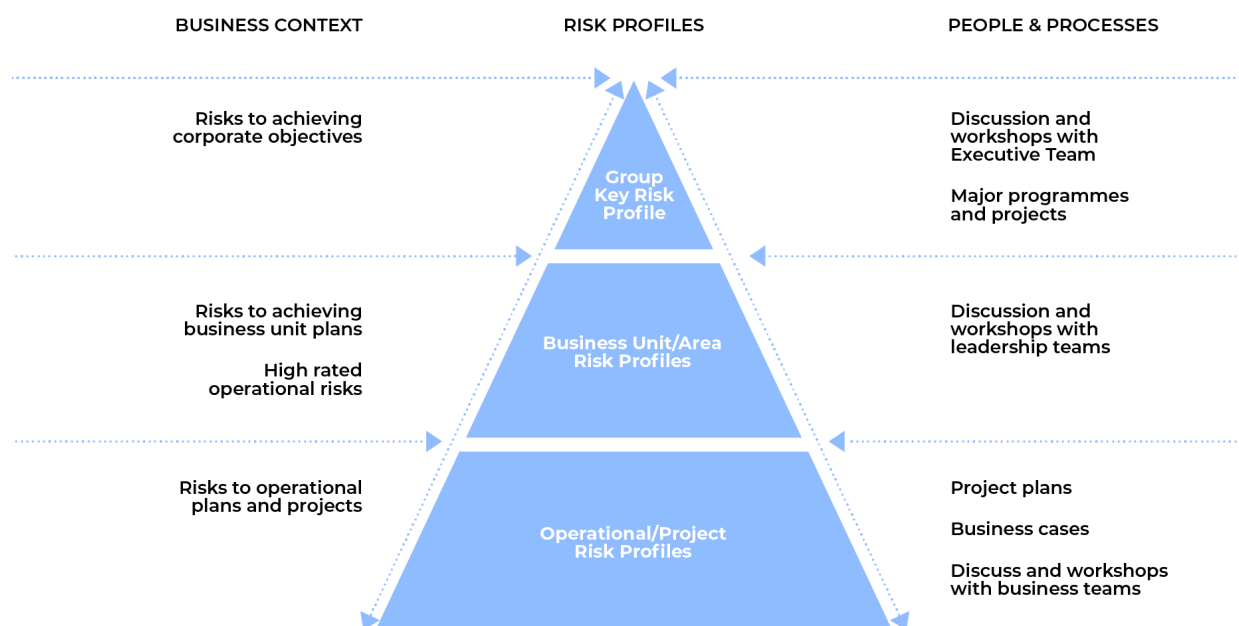 BUSINESS CONTEXT
RISK PROFILES
PEOPLE & PROCESSES
Risks to achieving
corporate objectives
Group
Key Risk
Profile
Discussion and
workshops with
Executive Team
Major programmes
and projects
Risks to achieving
business unit plans
High rated
operational risks
Business Unit/Area
Risk Profiles
Discussion and
workshops with
leadership teams
Risks to operational
plans and projects
Operational/Project
Risk Profiles
Project plans
Business cases
Discuss and workshops
with business teams